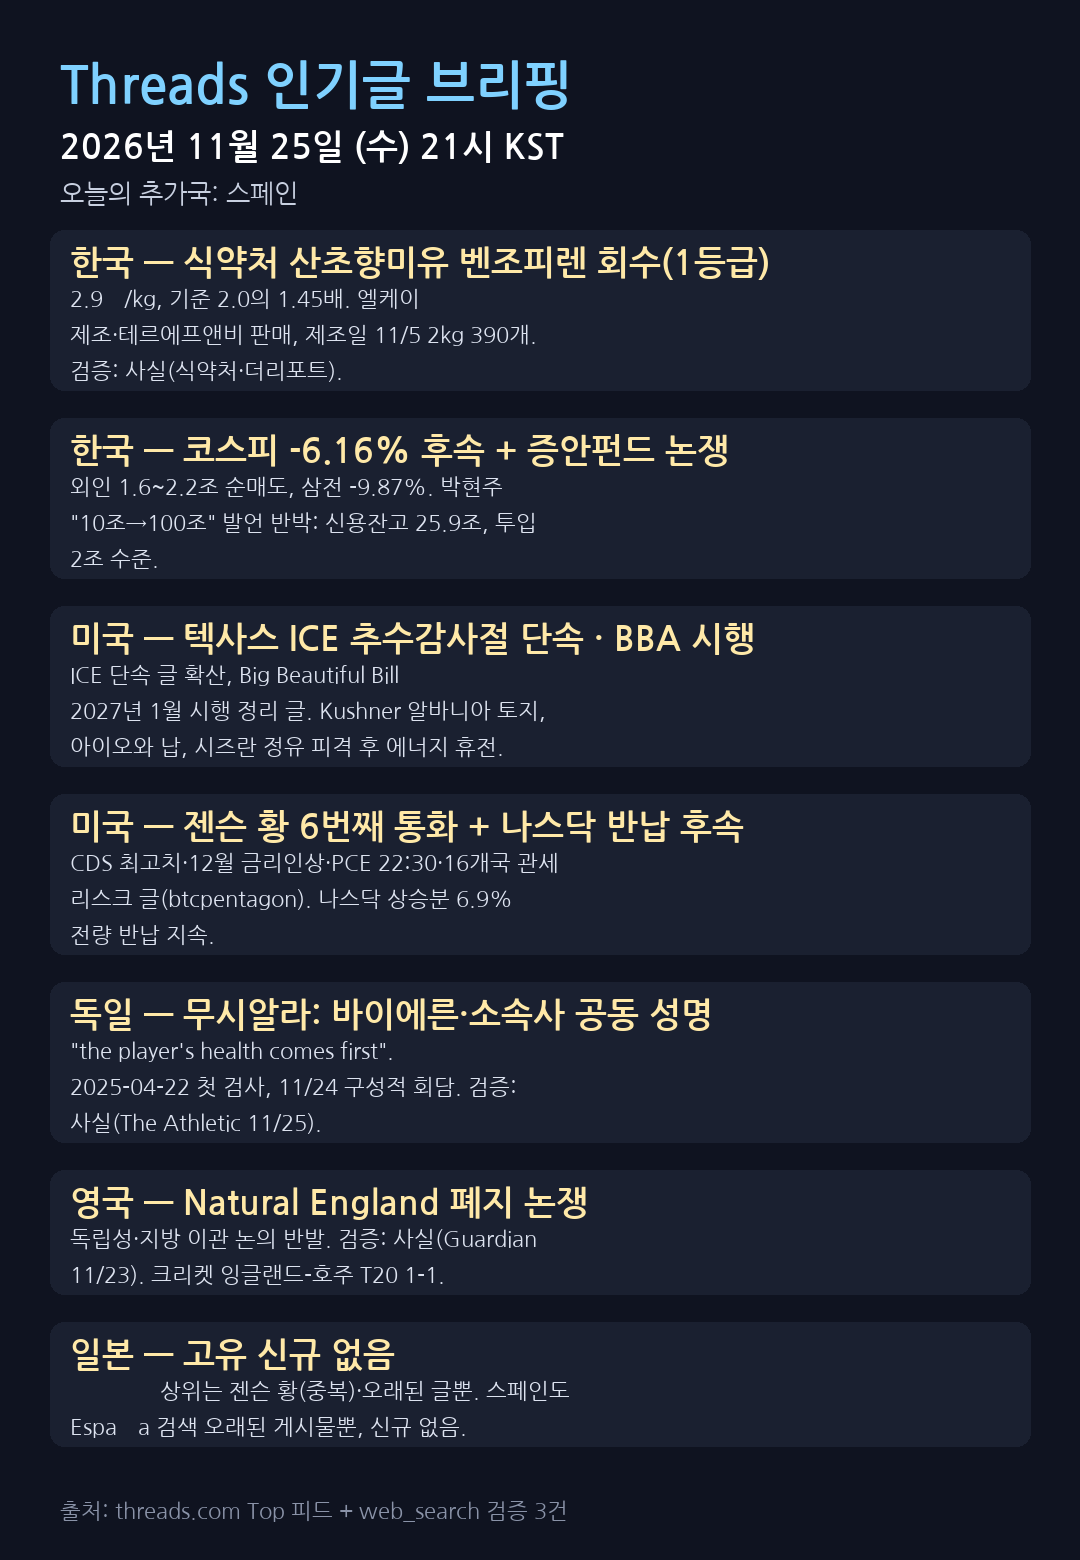 Threads 인기글 브리핑
2026년 11월 25일 (수) 21시 KST
오늘의 추가국: 스페인
한국 — 식약처 산초향미유 벤조피렌 회수(1등급)
2.9 /kg, 기준 2.0의 1.45배. 엘케이
제조·테르에프앤비 판매, 제조일 11/5 2kg 390개.
검증: 사실(식약처·더리포트).
한국 — 코스피 -6.16% 후속 + 증안펀드 논쟁
외인 1.6~2.2조 순매도, 삼전 -9.87%. 박현주
"10조→100조" 발언 반박: 신용잔고 25.9조, 투입
2조 수준.
미국 — 텍사스 ICE 추수감사절 단속 · BBA 시행
ICE 단속 글 확산, Big Beautiful Bill
2027년 1월 시행 정리 글. Kushner 알바니아 토지,
아이오와 납, 시즈란 정유 피격 후 에너지 휴전.
미국 — 젠슨 황 6번째 통화 + 나스닥 반납 후속
CDS 최고치·12월 금리인상·PCE 22:30·16개국 관세
리스크 글(btcpentagon). 나스닥 상승분 6.9%
전량 반납 지속.
독일 — 무시알라: 바이에른·소속사 공동 성명
"the player's health comes first".
2025-04-22 첫 검사, 11/24 구성적 회담. 검증:
사실(The Athletic 11/25).
영국 — Natural England 폐지 논쟁
독립성·지방 이관 논의 반발. 검증: 사실(Guardian
11/23). 크리켓 잉글랜드-호주 T20 1-1.
일본 — 고유 신규 없음
상위는 젠슨 황(중복)·오래된 글뿐. 스페인도
Espa a 검색 오래된 게시물뿐, 신규 없음.
출처: threads.com Top 피드 + web_search 검증 3건